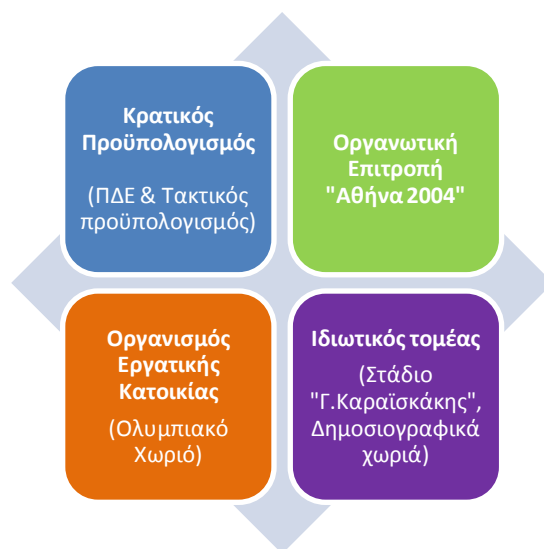 Κρατικός
Προϋπολογισμός
(ΠΔΕ & Τακτικός
προϋπολογισμός)
Οργανωτική
Επιτροπή
"Αθήνα 2004"
Οργανισμός
Εργατικής
Κατοικίας
(Ολυμπιακό
Χωριό)
Ιδιωτικός τομέας
(Στάδιο
"Γ.Καραϊσκάκης",
Δημοσιογραφικά
χωριά)